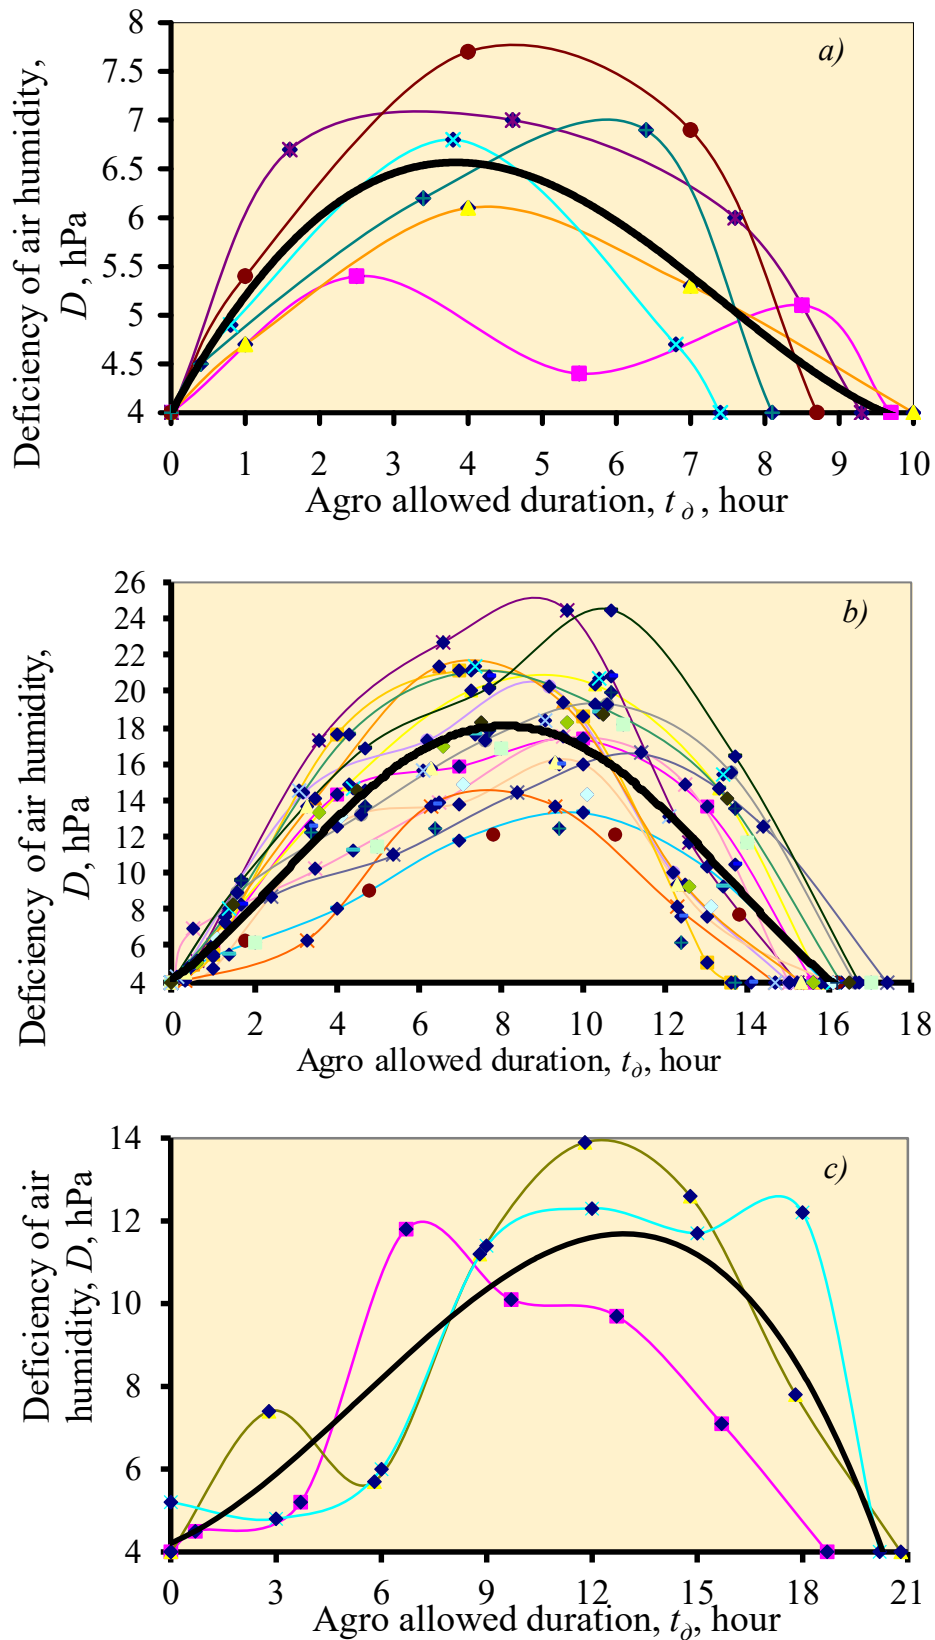 Deficiency of air humidity,
D, hPa
8
7.5
7
6.5
6
5.5
5
4.5
4
a)
0 1 2 3 4 5 6 7 8 9 10
Agro allowed duration, t∂, hour
Deficiency of air humidity,
D, hPa
26
24
22
20
18
16
14
12
10
8
6
4
b)
0 2 4 6 8 10 12 14 16 18
Agro allowed duration, t∂, hour
Deficiency of air
humidity, D, hPa
14
12
10
8
6
4
c)
0 3 6 9 12 15 18 21
Agro allowed duration, t∂, hour